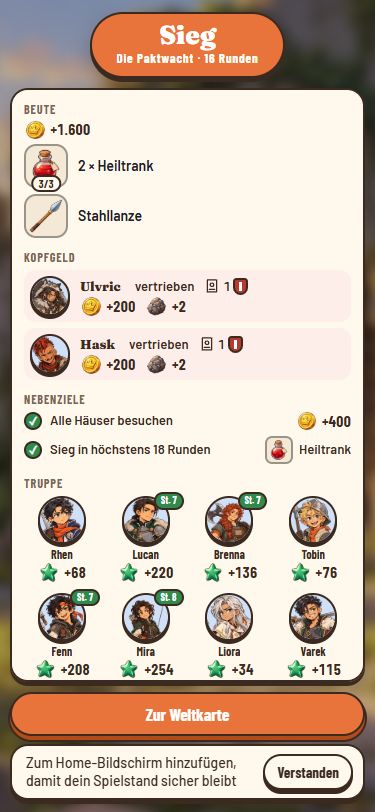 Sieg
Die Paktwacht · 16 Runden
BEUTE
+1.600
2 × Heiltrank
3/3
Stahllanze
KOPFGELD
Ulvric vertrieben 1
+200 +2
Hask vertrieben 1
+200 +2
NEBENZIELE
Alle Häuser besuchen +400
Sieg in höchstens 18 Runden Heiltrank
TRUPPE
St. 7 St. 7
Rhen Lucan Brenna Tobin
+68 +220 +136 +76
St. 7 St. 8
Fenn Mira Liora Varek
+208 +254 +34 +115
Zur Weltkarte
Zum Home-Bildschirm hinzufügen,
damit dein Spielstand sicher bleibt
Verstanden